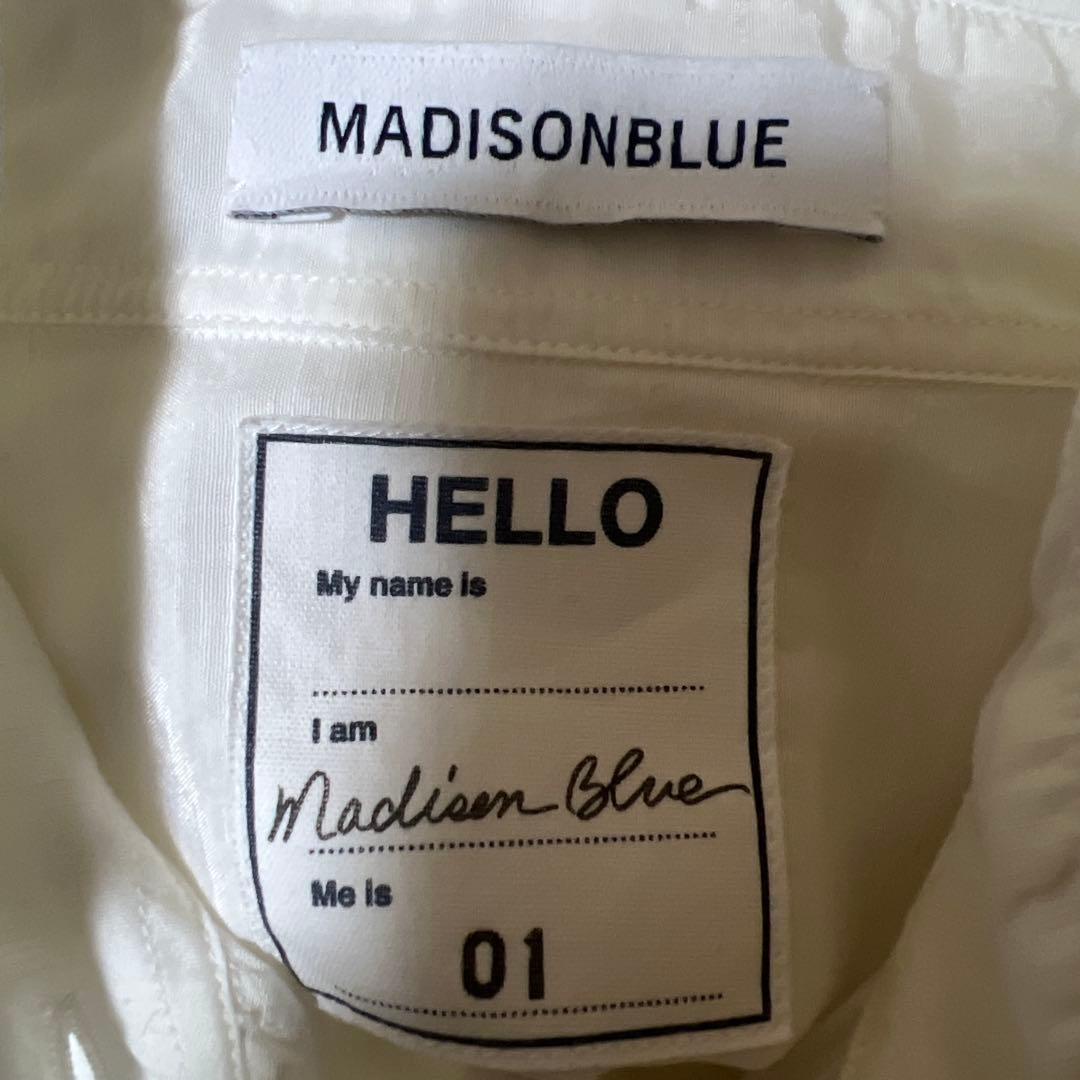 MADISONBLUE
HELLO
My name is
I am
Madison Blue
Me is
01